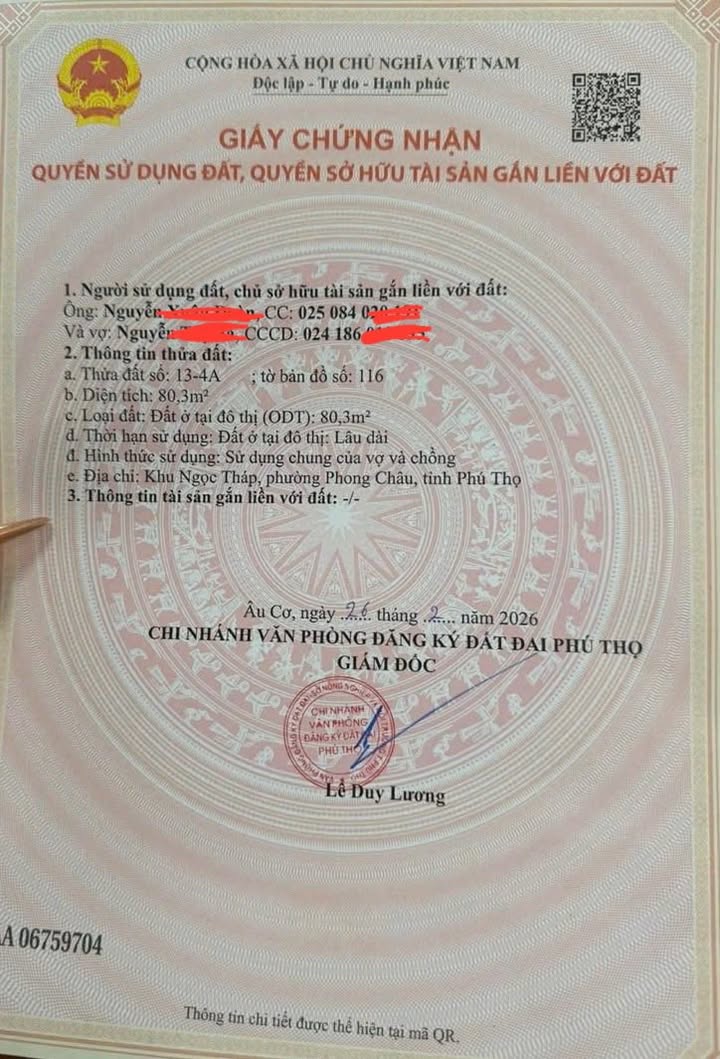 CỘNG HÒA XÃ HỘI CHỦ NGHĨA VIỆT NAM
Độc lập - Tự do - Hạnh phúc
GIẤY CHỨNG NHẬN
QUYỀN SỬ DỤNG ĐẤT, QUYỀN SỞ HỮU TÀI SẢN GẮN LIỀN VỚI ĐẤT
1. Người sử dụng đất, chủ sở hữu tài sản gắn liền với đất:
Ông: Nguyễn CC: 025 084
Và vợ: Nguyễn CCCD: 024 186
2. Thông tin thửa đất:
a. Thửa đất số: 13-4A ; tờ bản đồ số: 116
b. Diện tích: 80,3m²
c. Loại đất: Đất ở tại đô thị (ODT): 80,3m²
d. Thời hạn sử dụng: Đất ở tại đô thị: Lâu dài
đ. Hình thức sử dụng: Sử dụng chung của vợ và chồng
e. Địa chỉ: Khu Ngọc Tháp, phường Phong Châu, tỉnh Phú Thọ
3. Thông tin tài sản gắn liền với đất: -/-
Âu Cơ, ngày 26 tháng 2 năm 2026
CHI NHÁNH VĂN PHÒNG ĐĂNG KÝ ĐẤT ĐAI PHÚ THỌ
GIÁM ĐỐC
CHI NHÁNH
VĂN PHÒNG
ĐĂNG KÝ ĐẤT ĐAI
PHÚ THỌ
Lê Duy Lương
A 06759704
Thông tin chi tiết được thể hiện tại mã QR.